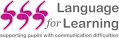 Language
for Learning
supporting pupils with communication difficulties